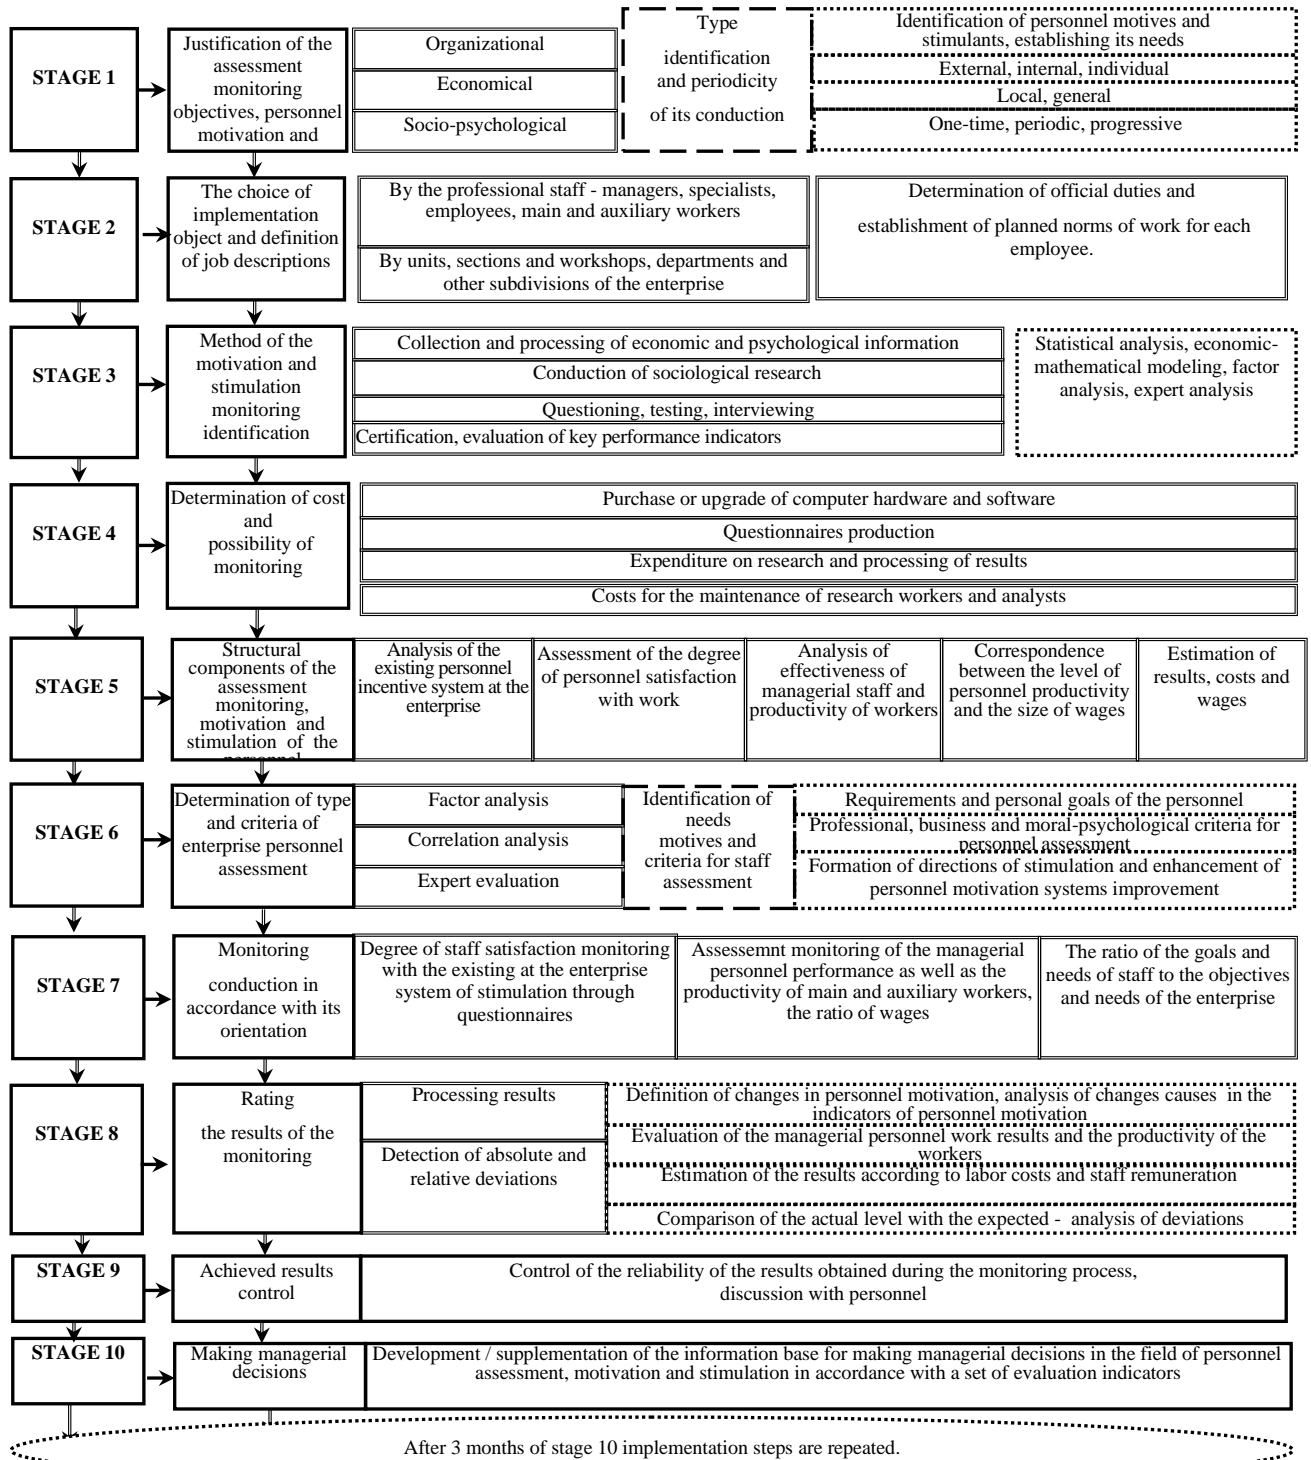 STAGE 1
Justification of the
assessment
monitoring
objectives, personnel
motivation and
Organizational
Economical
Socio-psychological
Type
identification
and periodicity
of its conduction
Identification of personnel motives and
stimulants, establishing its needs
External, internal, individual
Local, general
One-time, periodic, progressive
STAGE 2
The choice of
implementation
object and definition
of job descriptions
By the professional staff - managers, specialists,
employees, main and auxiliary workers
By units, sections and workshops, departments and
other subdivisions of the enterprise
Determination of official duties and
establishment of planned norms of work for each
employee.
STAGE 3
Method of the
motivation and
stimulation
monitoring
identification
Collection and processing of economic and psychological information
Conduction of sociological research
Questioning, testing, interviewing
Certification, evaluation of key performance indicators
Statistical analysis, economic-
mathematical modeling, factor
analysis, expert analysis
STAGE 4
Determination of cost
and
possibility of
monitoring
Purchase or upgrade of computer hardware and software
Questionnaires production
Expenditure on research and processing of results
Costs for the maintenance of research workers and analysts
STAGE 5
Structural
components of the
assessment
monitoring,
motivation and
stimulation of the
personnel
Analysis of the
existing personnel
incentive system at the
enterprise
Assessment of the degree
of personnel satisfaction
with work
Analysis of
effectiveness of
managerial staff and
productivity of workers
Correspondence
between the level of
personnel productivity
and the size of wages
Estimation of
results, costs and
wages
STAGE 6
Determination of type
and criteria of
enterprise personnel
assessment
Factor analysis
Correlation analysis
Expert evaluation
Identification of
needs
motives and
criteria for staff
assessment
Requirements and personal goals of the personnel
Professional, business and moral-psychological criteria for
personnel assessment
Formation of directions of stimulation and enhancement of
personnel motivation systems improvement
STAGE 7
Monitoring
conduction in
accordance with its
orientation
Degree of staff satisfaction monitoring
with the existing at the enterprise
system of stimulation through
questionnaires
Assessemnt monitoring of the managerial
personnel performance as well as the
productivity of main and auxiliary workers,
the ratio of wages
The ratio of the goals and
needs of staff to the objectives
and needs of the enterprise
STAGE 8
Rating
the results of the
monitoring
Processing results
Detection of absolute and
relative deviations
Definition of changes in personnel motivation, analysis of changes causes in the
indicators of personnel motivation
Evaluation of the managerial personnel work results and the productivity of the
workers
Estimation of the results according to labor costs and staff remuneration
Comparison of the actual level with the expected - analysis of deviations
STAGE 9
Achieved results
control
Control of the reliability of the results obtained during the monitoring process,
discussion with personnel
STAGE 10
Making managerial
decisions
Development / supplementation of the information base for making managerial decisions in the field of personnel
assessment, motivation and stimulation in accordance with a set of evaluation indicators
After 3 months of stage 10 implementation steps are repeated.